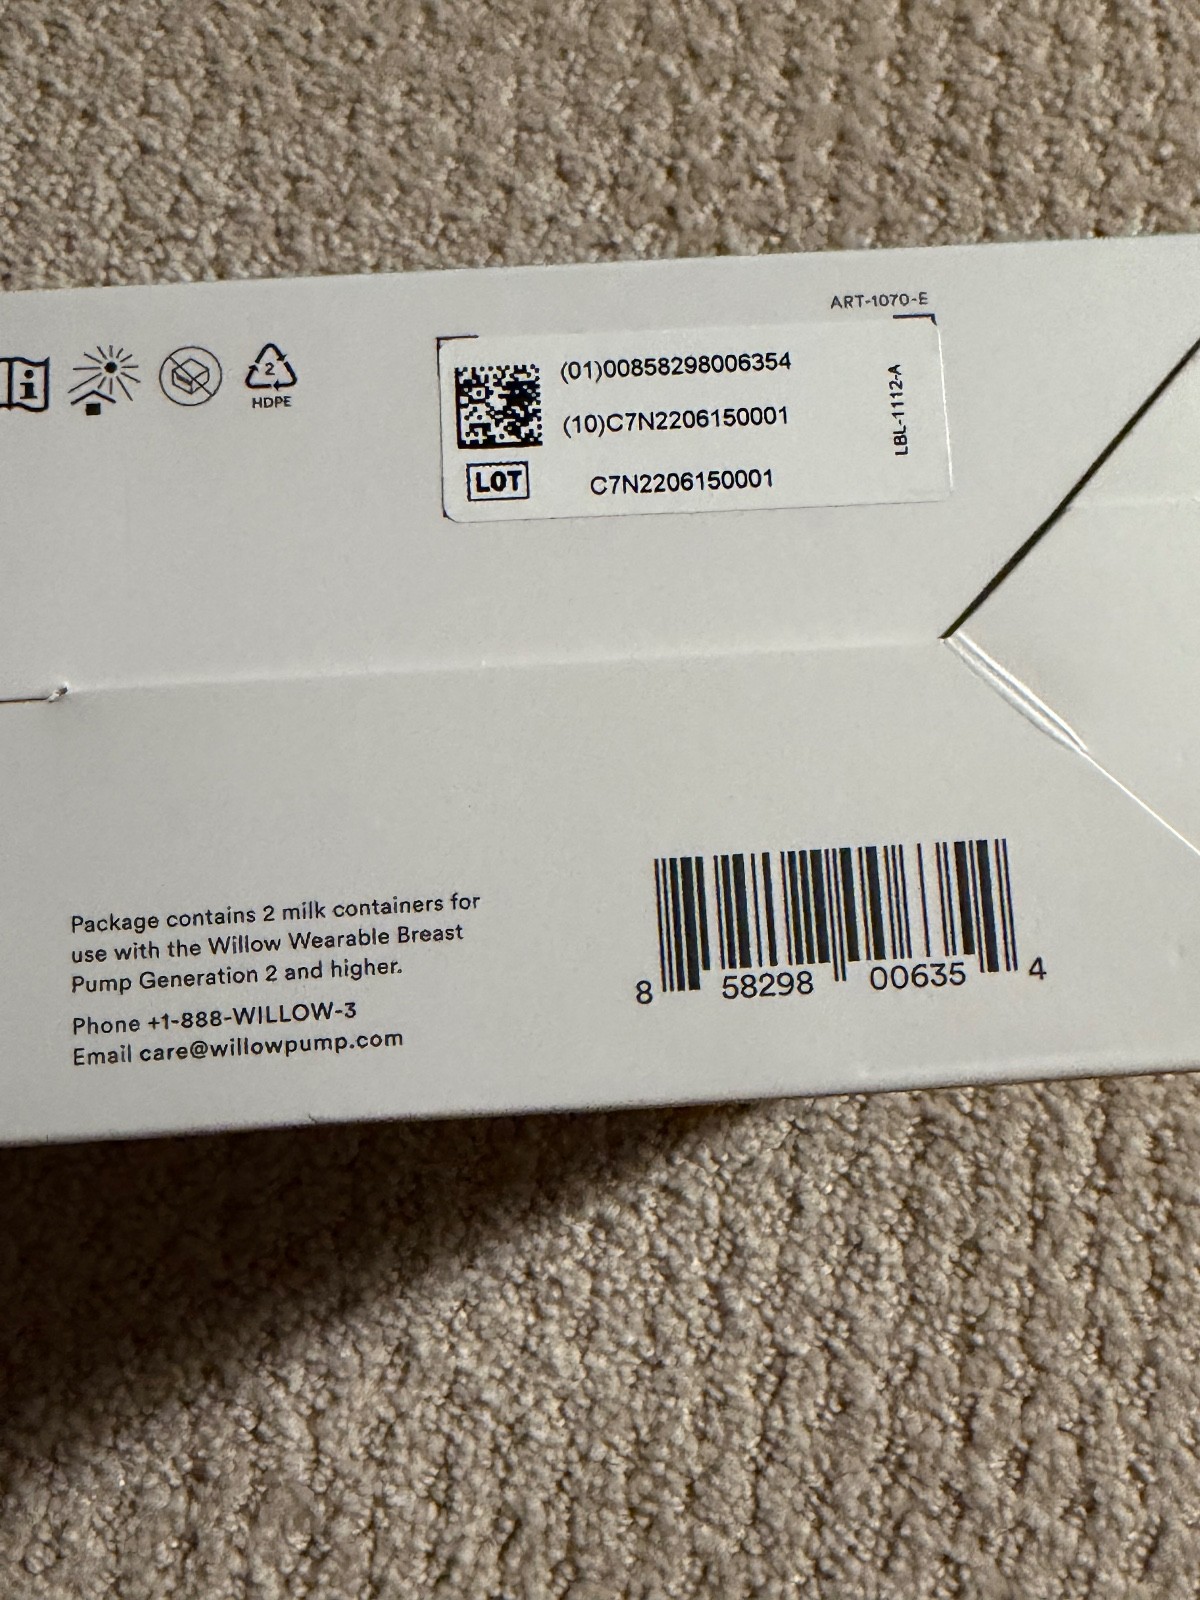 ART-1070-E
2
HDPE
(01)00858298006354
(10)C7N2206150001
LOT C7N2206150001
LBL-1112-A
Package contains 2 milk containers for
use with the Willow Wearable Breast
Pump Generation 2 and higher.
Phone +1-888-WILLOW-3
Email care@willowpump.com
8 58298 00635 4